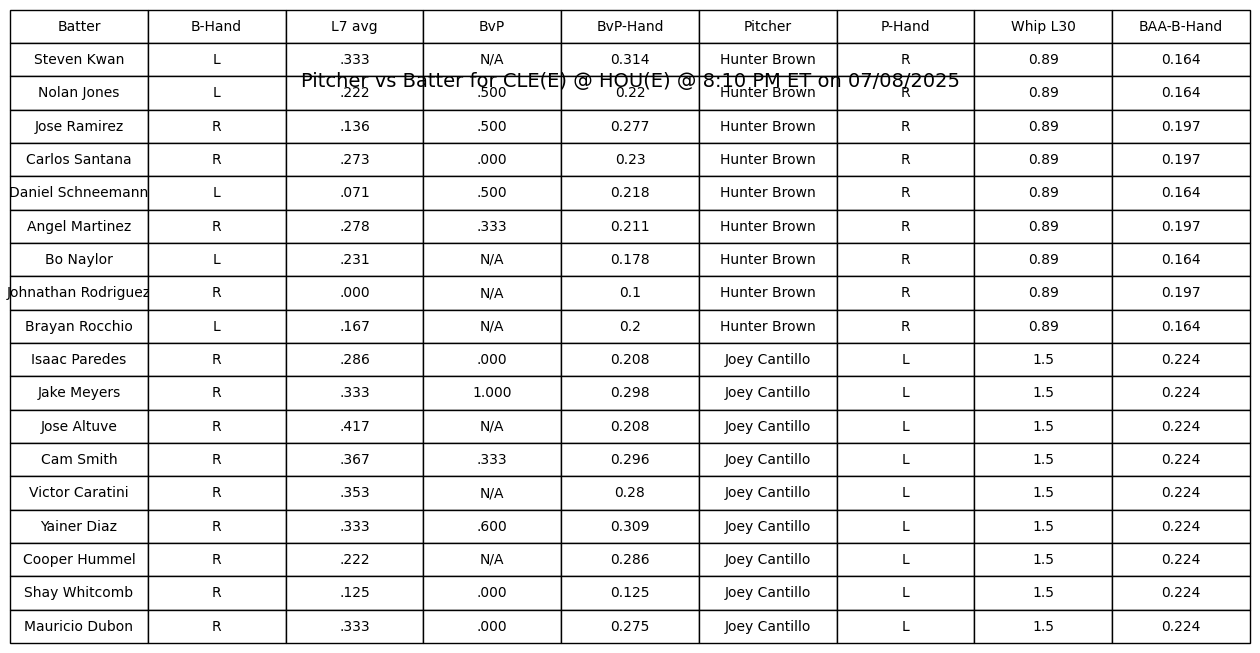 Batter B-Hand L7 avg BvP BvP-Hand Pitcher P-Hand Whip L30 BAA-B-Hand
Steven Kwan L .333 N/A 0.314 Hunter Brown R 0.89 0.164
Pitcher vs Batter for CLE(E) @ HOU(E) @ 8:10 PM ET on 07/08/2025
Nolan Jones L .222 .500 0.22 Hunter Brown R 0.89 0.164
Jose Ramirez R .136 .500 0.277 Hunter Brown R 0.89 0.197
Carlos Santana R .273 .000 0.23 Hunter Brown R 0.89 0.197
Daniel Schneemann L .071 .500 0.218 Hunter Brown R 0.89 0.164
Angel Martinez R .278 .333 0.211 Hunter Brown R 0.89 0.197
Bo Naylor L .231 N/A 0.178 Hunter Brown R 0.89 0.164
Johnathan Rodriguez R .000 N/A 0.1 Hunter Brown R 0.89 0.197
Brayan Rocchio L .167 N/A 0.2 Hunter Brown R 0.89 0.164
Isaac Paredes R .286 .000 0.208 Joey Cantillo L 1.5 0.224
Jake Meyers R .333 1.000 0.298 Joey Cantillo L 1.5 0.224
Jose Altuve R .417 N/A 0.208 Joey Cantillo L 1.5 0.224
Cam Smith R .367 .333 0.296 Joey Cantillo L 1.5 0.224
Victor Caratini R .353 N/A 0.28 Joey Cantillo L 1.5 0.224
Yainer Diaz R .333 .600 0.309 Joey Cantillo L 1.5 0.224
Cooper Hummel R .222 N/A 0.286 Joey Cantillo L 1.5 0.224
Shay Whitcomb R .125 .000 0.125 Joey Cantillo L 1.5 0.224
Mauricio Dubon R .333 .000 0.275 Joey Cantillo L 1.5 0.224